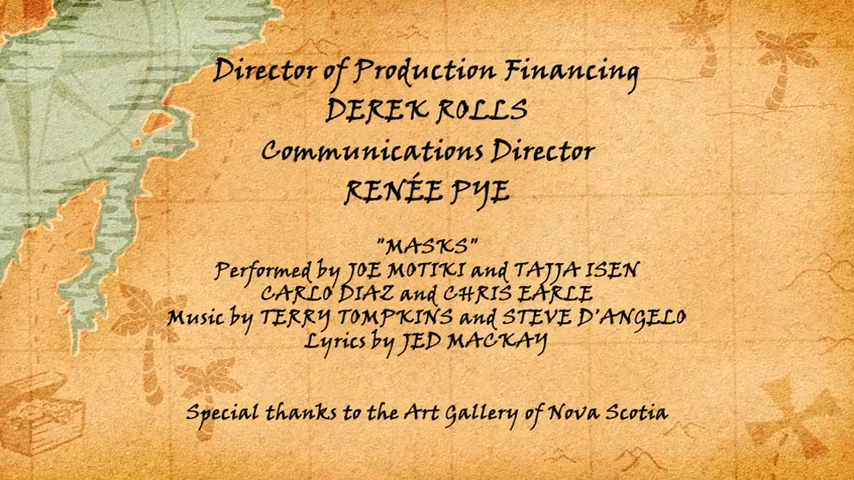 Director of Production Financing
DEREK ROLLS
Communications Director
RENÉE PYE
"MASKS"
Performed by JOE MOTIKI and TAJJA ISEN
CARLO DIAZ and CHRIS EARLE
Music by TERRY TOMPKINS and STEVE D'ANGELO
Lyrics by JED MACKAY
Special thanks to the Art Gallery of Nova Scotia